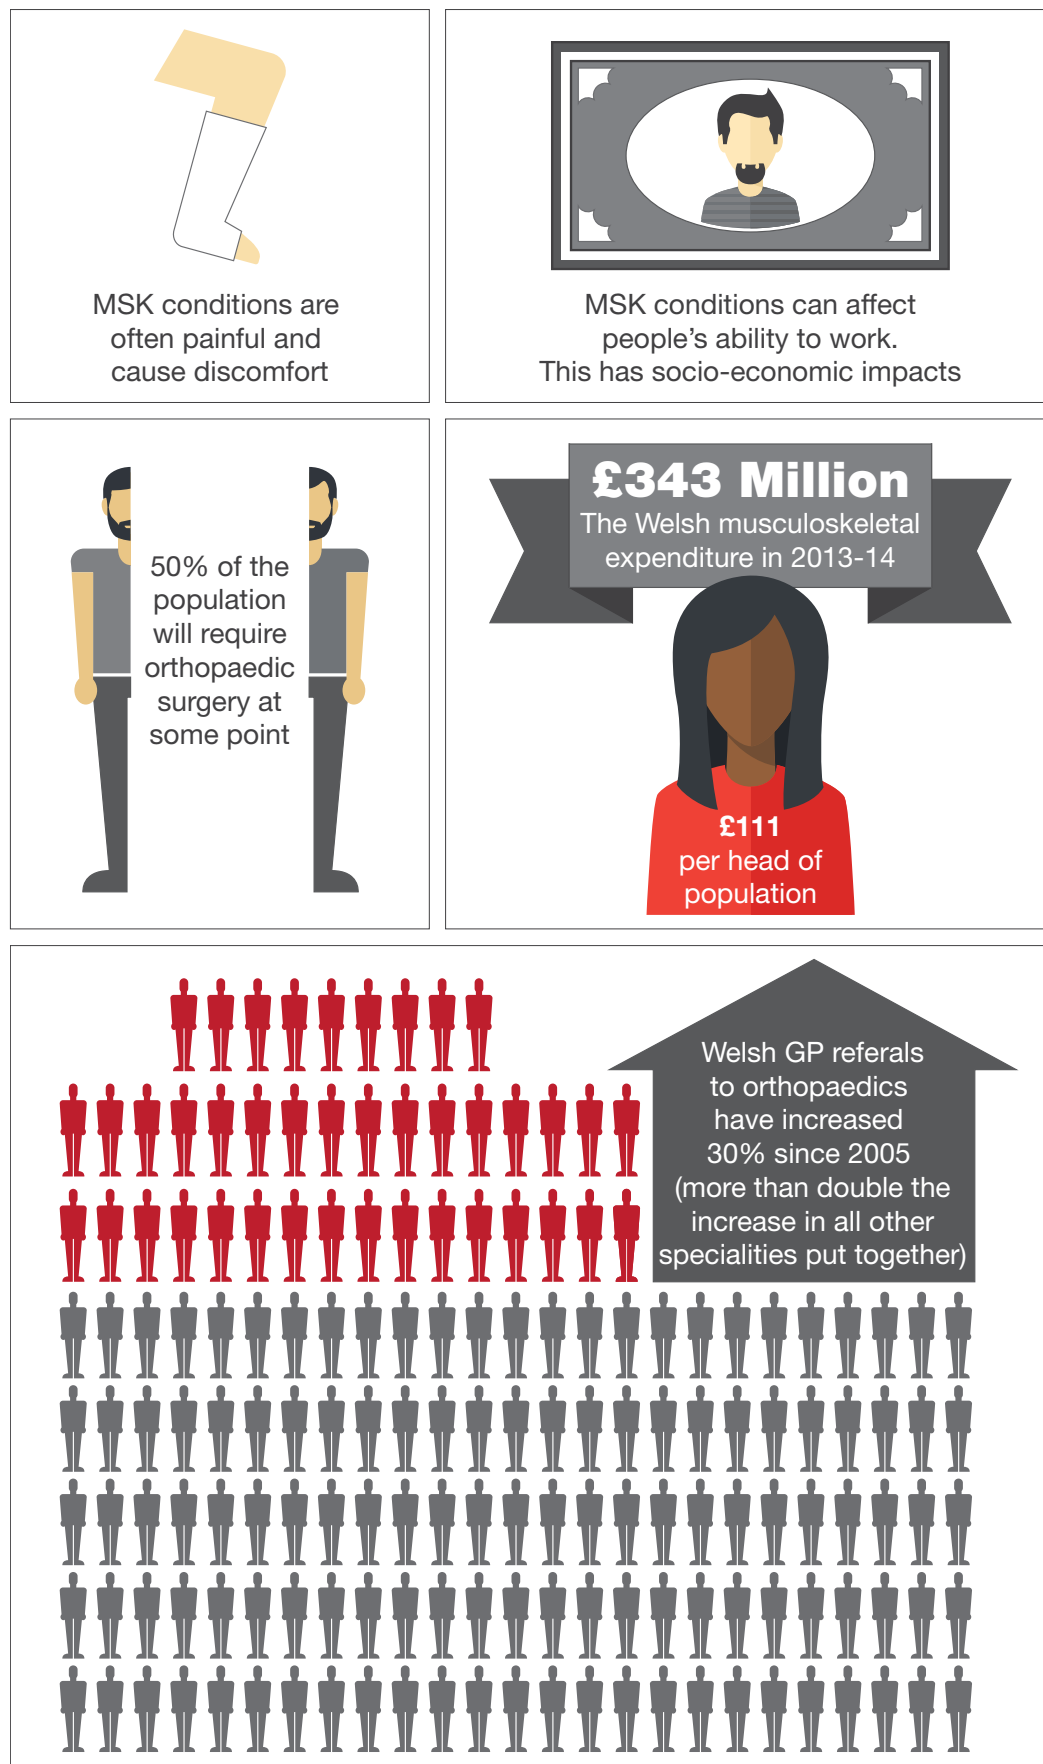 MSK conditions are
often painful and
cause discomfort
MSK conditions can affect
people's ability to work.
This has socio-economic impacts
50% of the
population
will require
orthopaedic
surgery at
some point
£343 Million
The Welsh musculoskeletal
expenditure in 2013-14
£111
per head of
population
Welsh GP referals
to orthopaedics
have increased
30% since 2005
(more than double the
increase in all other
specialities put together)